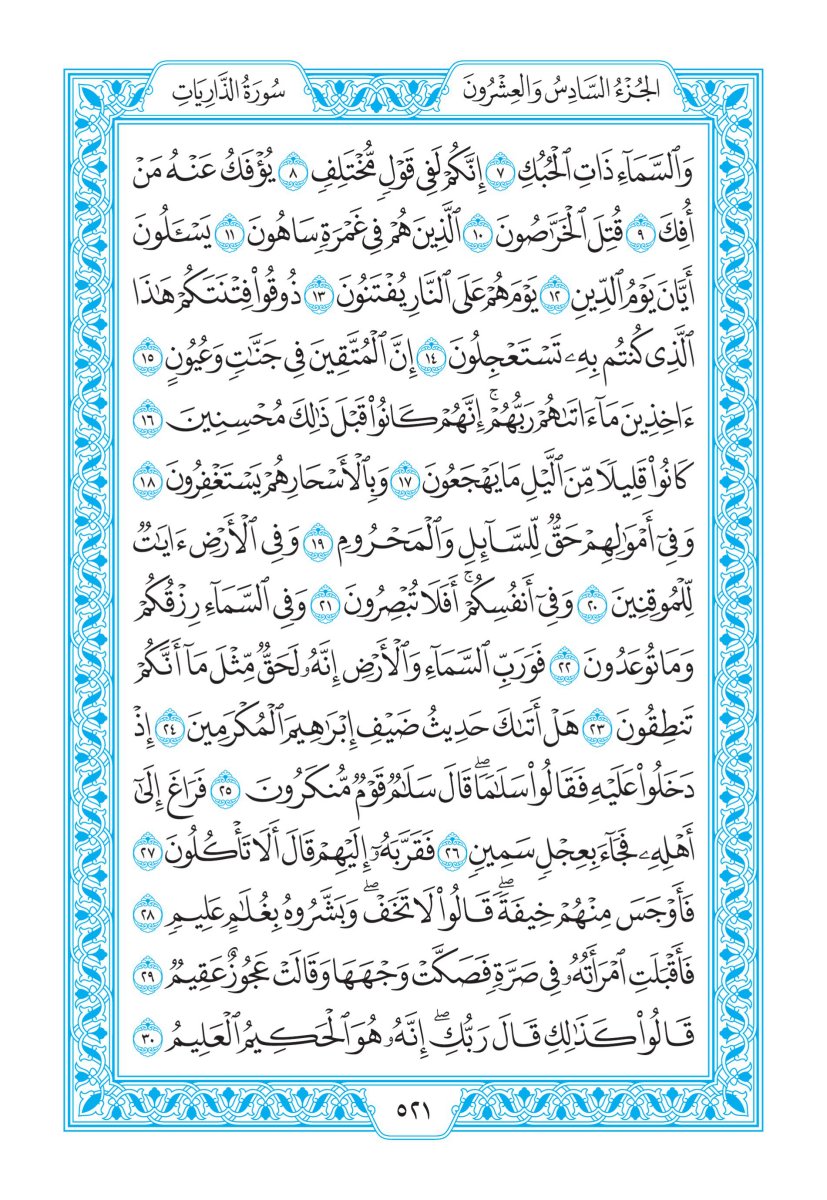 الجُزْءُ السَّادِسُ وَالعِشْرُونَ
سُورَةُ الذَّارِيَاتِ
وَٱلسَّمَآءِ ذَاتِ ٱلْحُبُكِ ٧ إِنَّكُمْ لَفِى قَوْلٍ مُّخْتَلِفٍ ٨ يُؤْفَكُ عَنْهُ مَنْ
أُفِكَ ٩ قُتِلَ ٱلْخَرَّٰصُونَ ١٠ ٱلَّذِينَ هُمْ فِى غَمْرَةٍ سَاهُونَ ١١ يَسْـَٔلُونَ
أَيَّانَ يَوْمُ ٱلدِّينِ ١٢ يَوْمَ هُمْ عَلَى ٱلنَّارِ يُفْتَنُونَ ١٣ ذُوقُوا۟ فِتْنَتَكُمْ هَٰذَا
ٱلَّذِى كُنتُم بِهِۦ تَسْتَعْجِلُونَ ١٤ إِنَّ ٱلْمُتَّقِينَ فِى جَنَّٰتٍ وَعُيُونٍ ١٥
ءَاخِذِينَ مَآ ءَاتَىٰهُمْ رَبُّهُمْ ۚ إِنَّهُمْ كَانُوا۟ قَبْلَ ذَٰلِكَ مُحْسِنِينَ ١٦
كَانُوا۟ قَلِيلًا مِّنَ ٱلَّيْلِ مَا يَهْجَعُونَ ١٧ وَبِٱلْأَسْحَارِ هُمْ يَسْتَغْفِرُونَ ١٨
وَفِىٓ أَمْوَٰلِهِمْ حَقٌّ لِّلسَّآئِلِ وَٱلْمَحْرُومِ ١٩ وَفِى ٱلْأَرْضِ ءَايَٰتٌ
لِّلْمُوقِنِينَ ٢٠ وَفِىٓ أَنفُسِكُمْ ۚ أَفَلَا تُبْصِرُونَ ٢١ وَفِى ٱلسَّمَآءِ رِزْقُكُمْ
وَمَا تُوعَدُونَ ٢٢ فَوَرَبِّ ٱلسَّمَآءِ وَٱلْأَرْضِ إِنَّهُۥ لَحَقٌّ مِّثْلَ مَآ أَنَّكُمْ
تَنطِقُونَ ٢٣ هَلْ أَتَىٰكَ حَدِيثُ ضَيْفِ إِبْرَٰهِيمَ ٱلْمُكْرَمِينَ ٢٤ إِذْ
دَخَلُوا۟ عَلَيْهِ فَقَالُوا۟ سَلَٰمًا ۖ قَالَ سَلَٰمٌ قَوْمٌ مُّنكَرُونَ ٢٥ فَرَاغَ إِلَىٰٓ
أَهْلِهِۦ فَجَآءَ بِعِجْلٍ سَمِينٍ ٢٦ فَقَرَّبَهُۥٓ إِلَيْهِمْ قَالَ أَلَا تَأْكُلُونَ ٢٧
فَأَوْجَسَ مِنْهُمْ خِيفَةً ۖ قَالُوا۟ لَا تَخَفْ ۖ وَبَشَّرُوهُ بِغُلَٰمٍ عَلِيمٍ ٢٨
فَأَقْبَلَتِ ٱمْرَأَتُهُۥ فِى صَرَّةٍ فَصَكَّتْ وَجْهَهَا وَقَالَتْ عَجُوزٌ عَقِيمٌ ٢٩
قَالُوا۟ كَذَٰلِكِ قَالَ رَبُّكِ ۖ إِنَّهُۥ هُوَ ٱلْحَكِيمُ ٱلْعَلِيمُ ٣٠
٥٢١